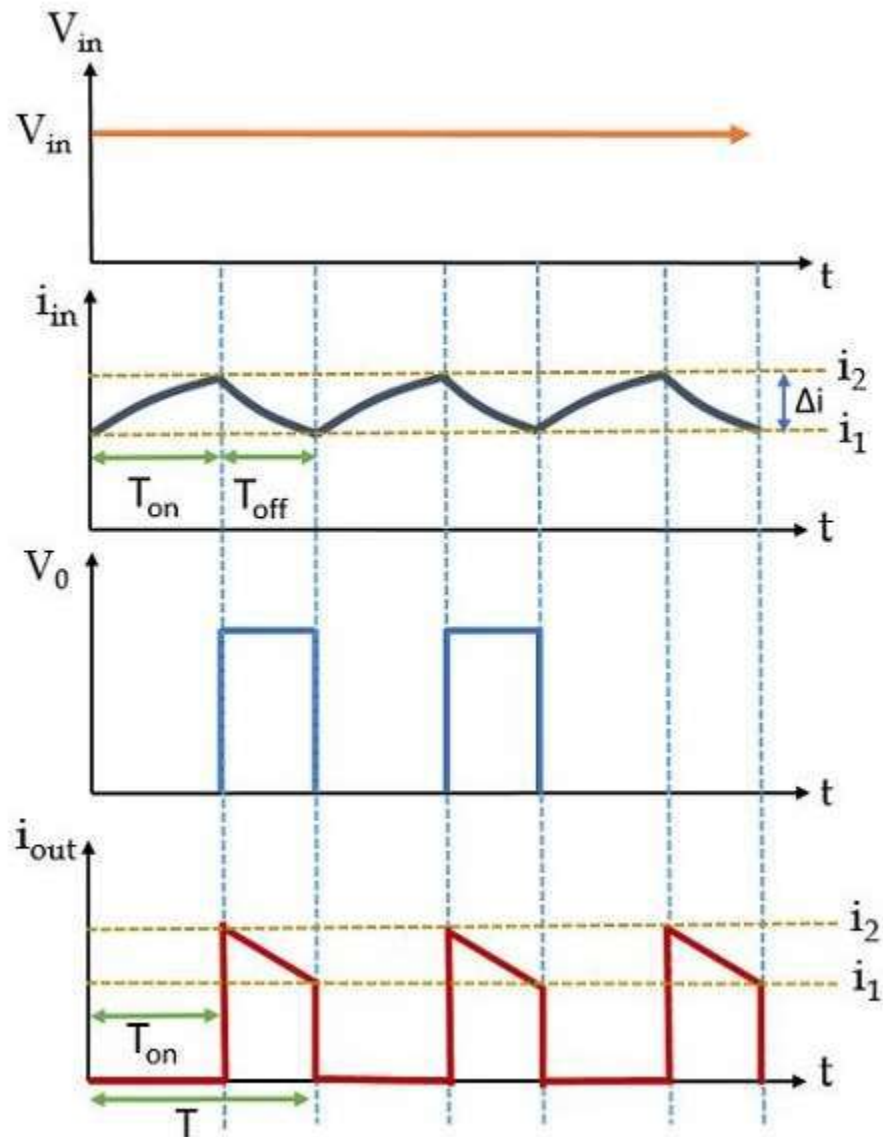 V_in
V_in
t
i_in
i_2
Δi
i_1
T_on T_off
t
V_0
t
i_out
i_2
i_1
T_on
t
T